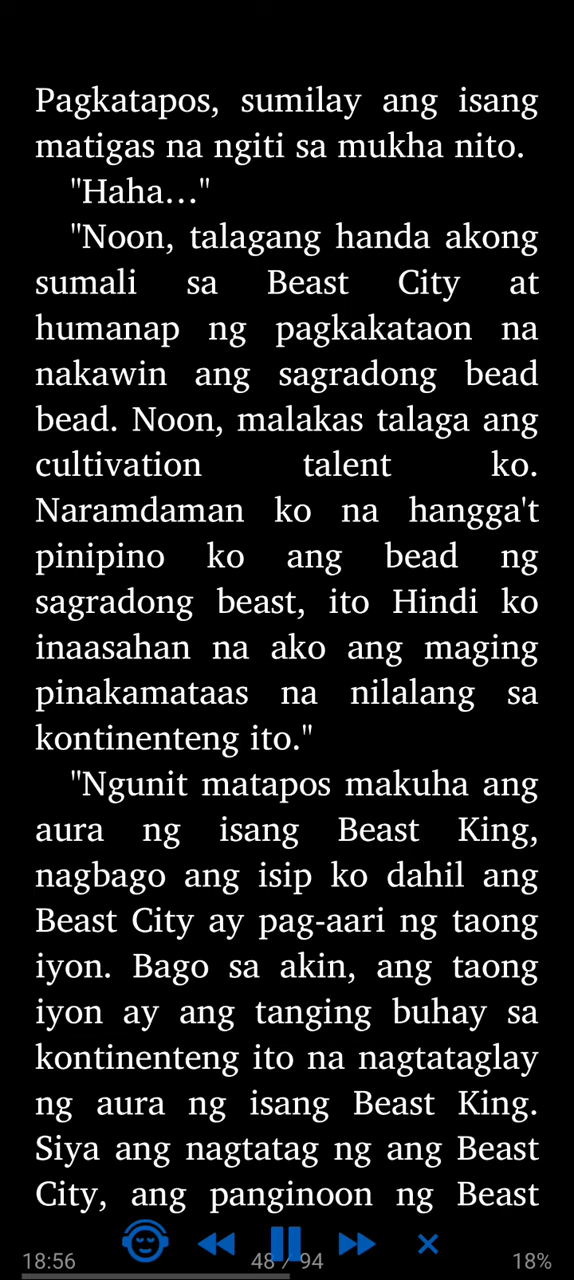 Pagkatapos, sumilay ang isang
matigas na ngiti sa mukha nito.
"Haha..."
"Noon, talagang handa akong
sumali sa Beast City at
humanap ng pagkakataon na
nakawin ang sagradong bead
bead. Noon, malakas talaga ang
cultivation talent ko.
Naramdaman ko na hangga't
pinipino ko ang bead ng
sagradong beast, ito Hindi ko
inaasahan na ako ang maging
pinakamataas na nilalang sa
kontinenteng ito."
"Ngunit matapos makuha ang
aura ng isang Beast King,
nagbago ang isip ko dahil ang
Beast City ay pag-aari ng taong
iyon. Bago sa akin, ang taong
iyon ay ang tanging buhay sa
kontinenteng ito na nagtataglay
ng aura ng isang Beast King.
Siya ang nagtatag ng ang Beast
City, ang panginoon ng Beast
18:56 48 / 94 18%